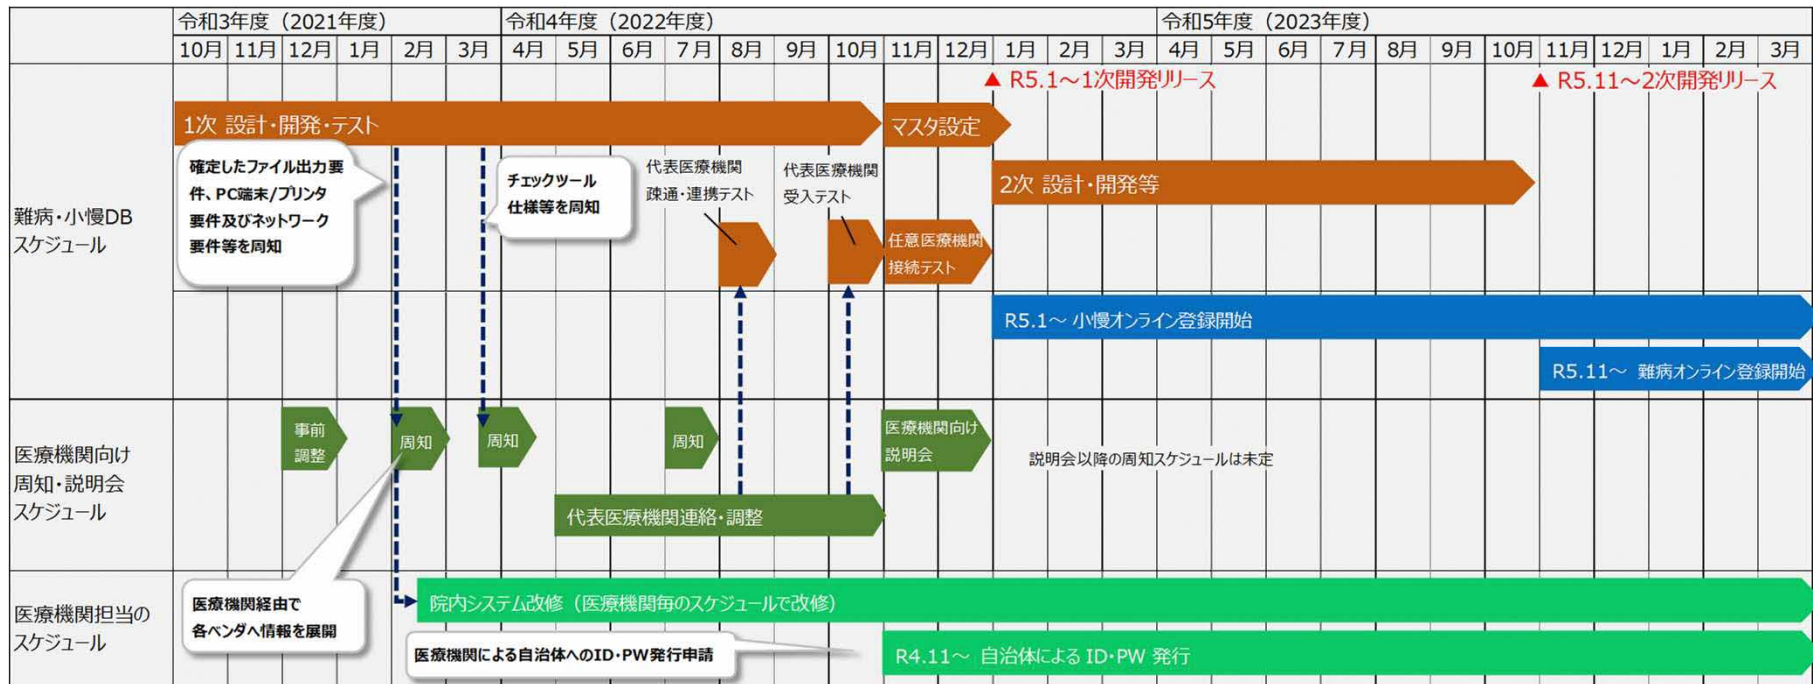 令和3年度（2021年度）
令和4年度（2022年度）
令和5年度（2023年度）
10月 11月 12月 1月 2月 3月 4月 5月 6月 7月 8月 9月 10月 11月 12月 1月 2月 3月 4月 5月 6月 7月 8月 9月 10月 11月 12月 1月 2月 3月
難病・小慢DB
スケジュール
▲ R5.1～1次開発リリース
▲ R5.11～2次開発リリース
1次 設計・開発・テスト
マスタ設定
確定したファイル出力要
件、PC端末/プリンタ
要件及びネットワーク
要件等を周知
チェックツール
仕様等を周知
代表医療機関
疎通・連携テスト
代表医療機関
受入テスト
2次 設計・開発等
任意医療機関
接続テスト
R5.1～ 小慢オンライン登録開始
R5.11～ 難病オンライン登録開始
医療機関向け
周知・説明会
スケジュール
事前
調整
周知
周知
周知
医療機関向け
説明会
説明会以降の周知スケジュールは未定
代表医療機関連絡・調整
医療機関担当の
スケジュール
医療機関経由で
各ベンダへ情報を展開
院内システム改修（医療機関毎のスケジュールで改修）
医療機関による自治体へのID・PW発行申請
R4.11～ 自治体による ID・PW 発行